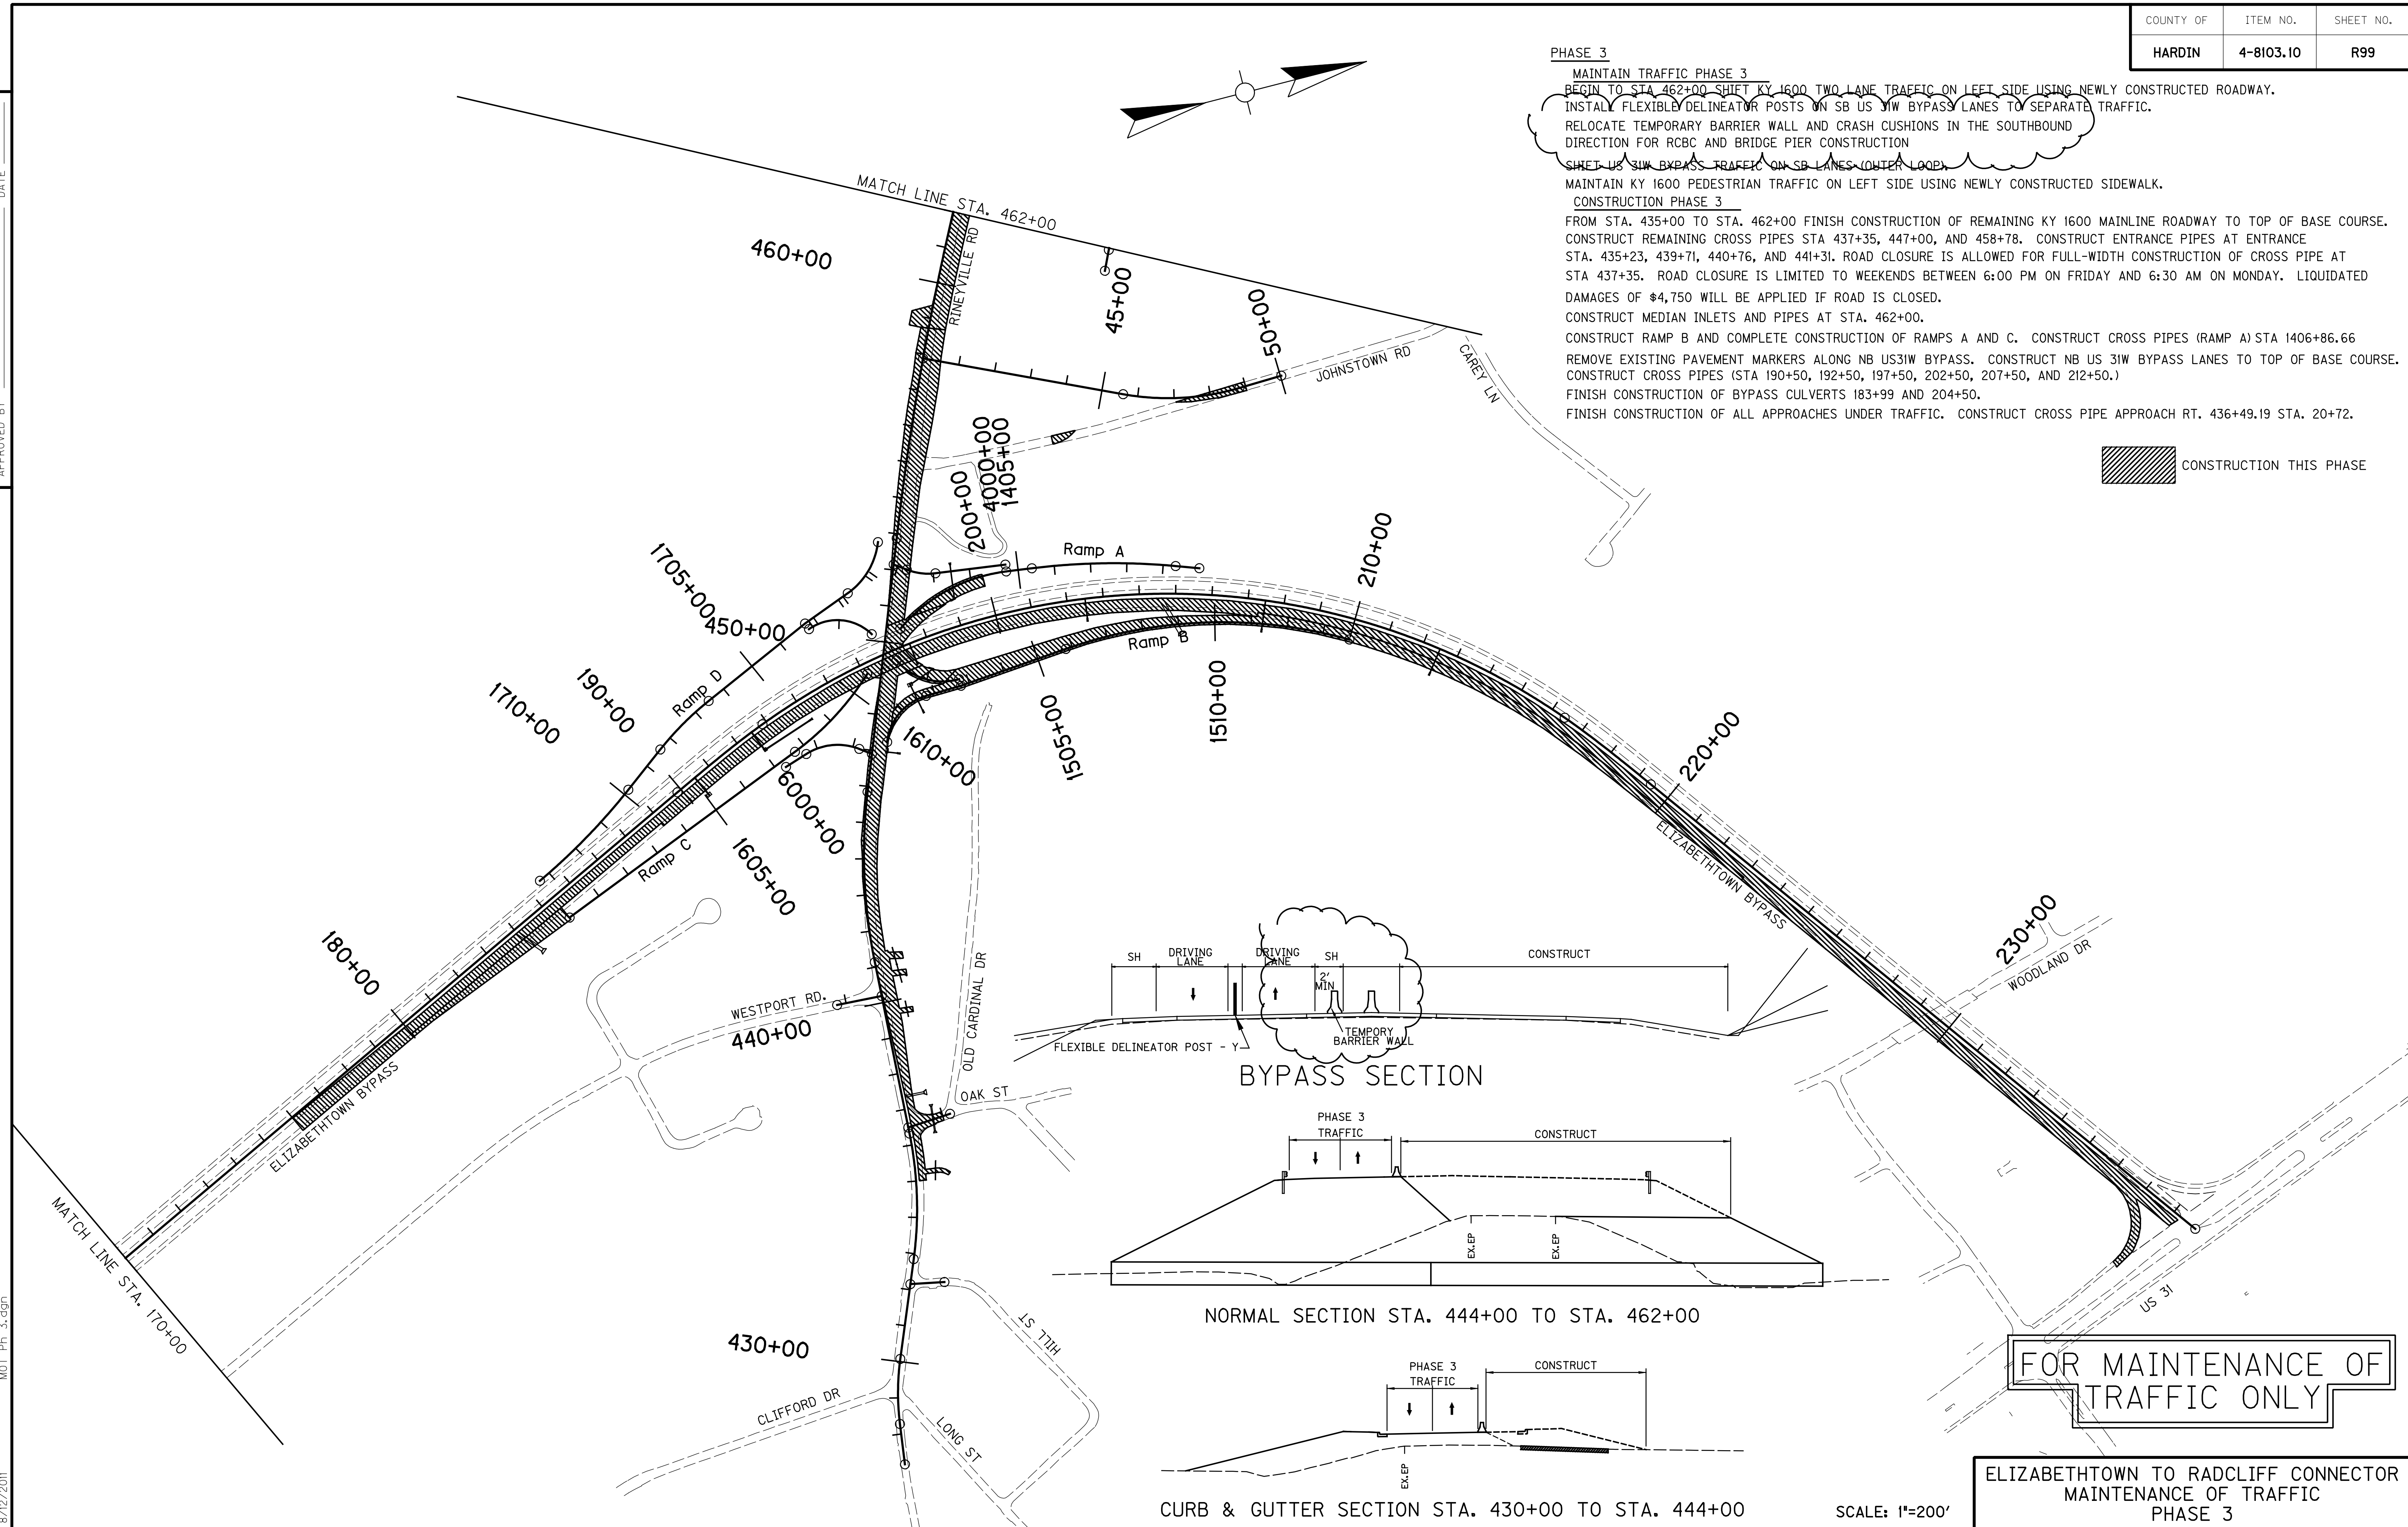 COUNTY OF ITEM NO. SHEET NO.
HARDIN 4-8103.10 R99
PHASE 3
MAINTAIN TRAFFIC PHASE 3
BEGIN TO STA 462+00 SHIFT KY 1600 TWO LANE TRAFFIC ON LEFT SIDE USING NEWLY CONSTRUCTED ROADWAY.
INSTALL FLEXIBLE DELINEATOR POSTS ON SB US 31W BYPASS LANES TO SEPARATE TRAFFIC.
RELOCATE TEMPORARY BARRIER WALL AND CRASH CUSHIONS IN THE SOUTHBOUND
DIRECTION FOR RCBC AND BRIDGE PIER CONSTRUCTION
SHIFT US 31W BYPASS TRAFFIC ON SB LANES (OUTER LOOP).
MAINTAIN KY 1600 PEDESTRIAN TRAFFIC ON LEFT SIDE USING NEWLY CONSTRUCTED SIDEWALK.
CONSTRUCTION PHASE 3
FROM STA. 435+00 TO STA. 462+00 FINISH CONSTRUCTION OF REMAINING KY 1600 MAINLINE ROADWAY TO TOP OF BASE COURSE.
CONSTRUCT REMAINING CROSS PIPES STA 437+35, 447+00, AND 458+78. CONSTRUCT ENTRANCE PIPES AT ENTRANCE
STA. 435+23, 439+71, 440+76, AND 441+31. ROAD CLOSURE IS ALLOWED FOR FULL-WIDTH CONSTRUCTION OF CROSS PIPE AT
STA 437+35. ROAD CLOSURE IS LIMITED TO WEEKENDS BETWEEN 6:00 PM ON FRIDAY AND 6:30 AM ON MONDAY. LIQUIDATED
DAMAGES OF $4,750 WILL BE APPLIED IF ROAD IS CLOSED.
CONSTRUCT MEDIAN INLETS AND PIPES AT STA. 462+00.
CONSTRUCT RAMP B AND COMPLETE CONSTRUCTION OF RAMPS A AND C. CONSTRUCT CROSS PIPES (RAMP A) STA 1406+86.66
REMOVE EXISTING PAVEMENT MARKERS ALONG NB US31W BYPASS. CONSTRUCT NB US 31W BYPASS LANES TO TOP OF BASE COURSE.
CONSTRUCT CROSS PIPES (STA 190+50, 192+50, 197+50, 202+50, 207+50, AND 212+50.)
FINISH CONSTRUCTION OF BYPASS CULVERTS 183+99 AND 204+50.
FINISH CONSTRUCTION OF ALL APPROACHES UNDER TRAFFIC. CONSTRUCT CROSS PIPE APPROACH RT. 436+49.19 STA. 20+72.
CONSTRUCTION THIS PHASE
DATE
APPROVED BY
MOT Ph 3.dgn
8/12/2011
MATCH LINE STA. 462+00
460+00
RINEYVILLE RD
45+00
50+00
JOHNSTOWN RD
CAREY LN
200+00
4000+00
1405+00
Ramp A
210+00
1705+00
450+00
Ramp B
Ramp D
190+00
1710+00
1510+00
1505+00
1610+00
6000+00
1605+00
Ramp C
220+00
ELIZABETHTOWN BYPASS
230+00
WOODLAND DR
180+00
ELIZABETHTOWN BYPASS
WESTPORT RD.
440+00
OLD CARDINAL DR
OAK ST
MATCH LINE STA. 170+00
430+00
HILL ST
CLIFFORD DR
LONG ST
US 31
SH DRIVING LANE DRIVING LANE SH CONSTRUCT
2' MIN
TEMPORY
BARRIER WALL
FLEXIBLE DELINEATOR POST - Y
BYPASS SECTION
PHASE 3
TRAFFIC CONSTRUCT
EX.EP EX.EP
NORMAL SECTION STA. 444+00 TO STA. 462+00
PHASE 3 CONSTRUCT
TRAFFIC
EX.EP
CURB & GUTTER SECTION STA. 430+00 TO STA. 444+00
SCALE: 1"=200'
FOR MAINTENANCE OF
TRAFFIC ONLY
ELIZABETHTOWN TO RADCLIFF CONNECTOR
MAINTENANCE OF TRAFFIC
PHASE 3